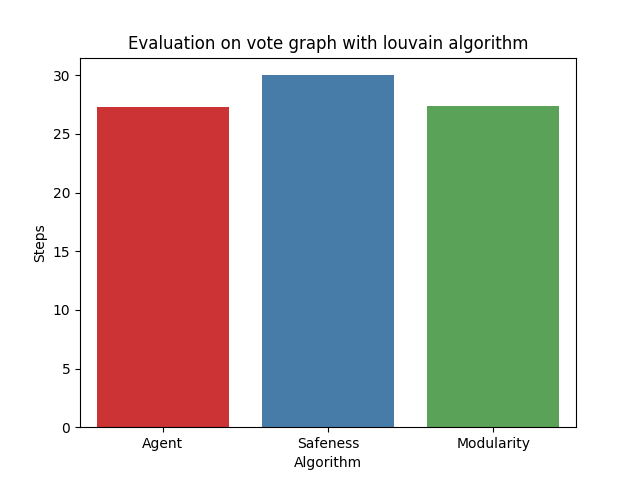 Evaluation on vote graph with louvain algorithm
30
25
20
15
10
5
0
Steps
Agent
Safeness
Modularity
Algorithm